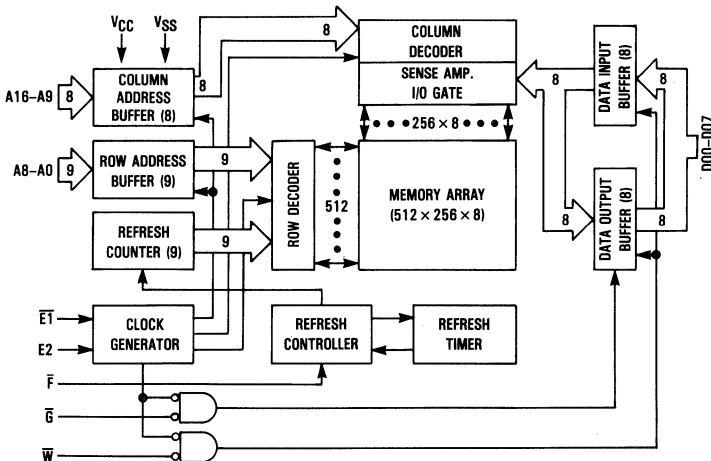 VCC VSS
A16–A9 8
COLUMN
ADDRESS
BUFFER (8)
8
8
COLUMN
DECODER
SENSE AMP.
I/O GATE
8
DATA INPUT
BUFFER (8)
8
DQ0–DQ7
A8–A0 9
ROW ADDRESS
BUFFER (9)
9
256 × 8
REFRESH
COUNTER (9)
9
ROW DECODER
512
MEMORY ARRAY
(512 × 256 × 8)
8
DATA OUTPUT
BUFFER (8)
8
E1
E2
CLOCK
GENERATOR
REFRESH
CONTROLLER
REFRESH
TIMER
F
G
W